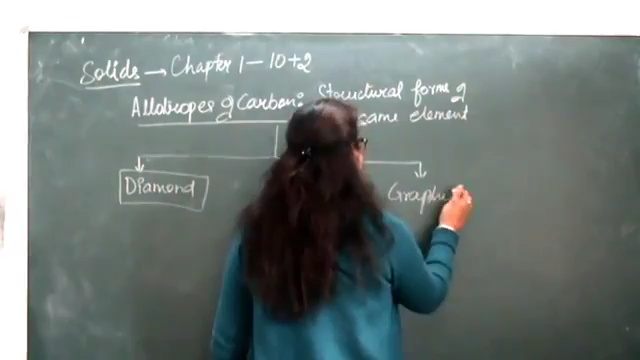 Solids → Chapter 1 - 10+2
Allotropes of Carbon: Structural forms of
same element
Diamond
Graph